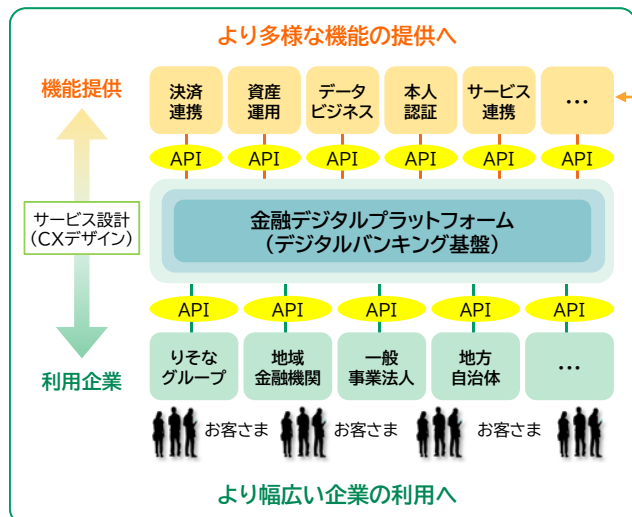 より多様な機能の提供へ
機能提供
決済
連携
資産
運用
データ
ビジネス
本人
認証
サービス
連携
…
API
API
API
API
API
API
サービス設計
(CXデザイン)
金融デジタルプラットフォーム
(デジタルバンキング基盤)
API
API
API
API
API
利用企業
りそな
グループ
地域
金融機関
一般
事業法人
地方
自治体
…
お客さま
お客さま
お客さま
より幅広い企業の利用へ